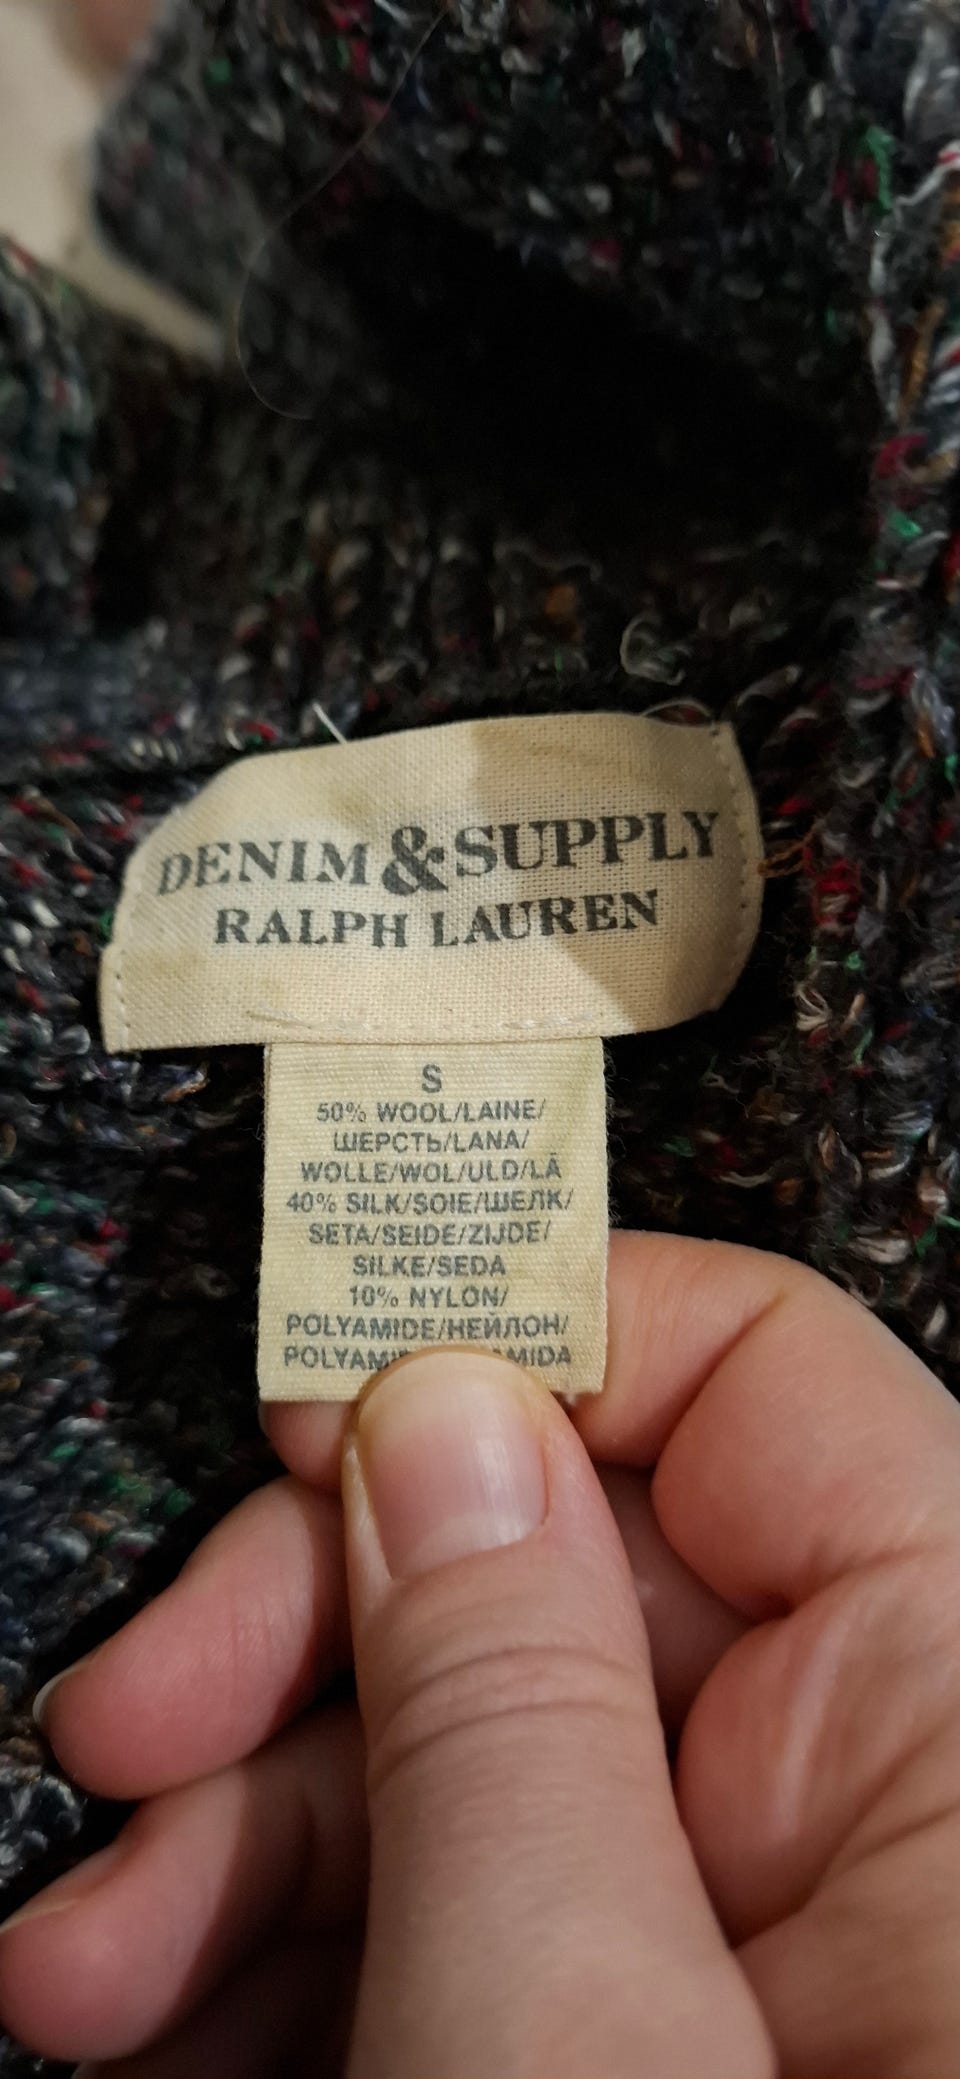 DENIM & SUPPLY
RALPH LAUREN
S
50% WOOL/LAINE/
ШЕРСТЬ/LANA/
WOLLE/WOL/ULD/LÃ
40% SILK/SOIE/ШЕЛК/
SETA/SEIDE/ZIJDE/
SILKE/SEDA
10% NYLON/
POLYAMIDE/НЕЙЛОН/